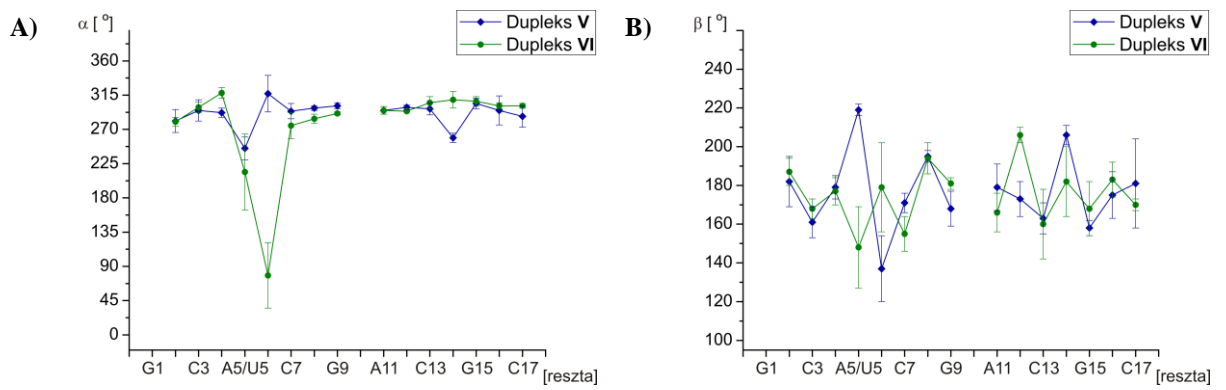 A)
α [ º]
Dupleks V
Dupleks VI
360
315
270
225
180
135
90
45
0
G1 C3 A5/U5 C7 G9 A11 C13 G15 C17 [reszta]
B)
β [ º]
Dupleks V
Dupleks VI
240
220
200
180
160
140
120
100
G1 C3 A5/U5 C7 G9 A11 C13 G15 C17 [reszta]